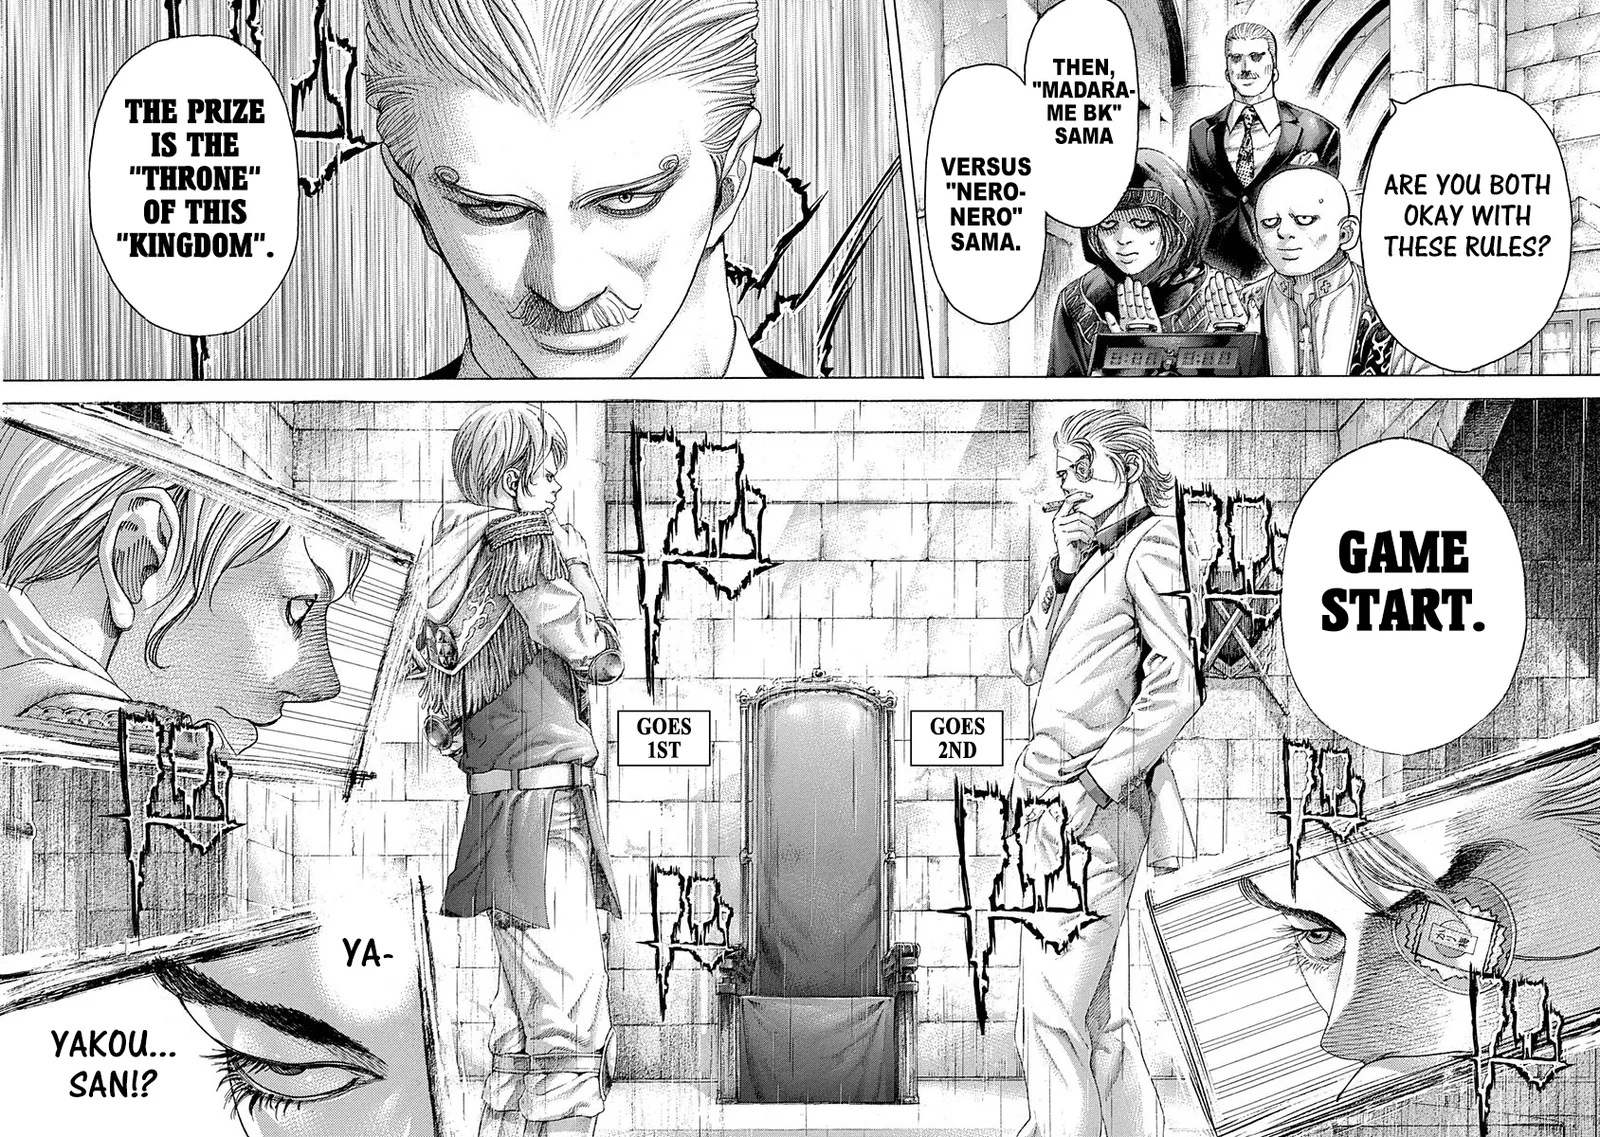 ARE YOU BOTH
OKAY WITH
THESE RULES?
THEN,
"MADARA-
ME BK"
SAMA
VERSUS
"NERO-
NERO"
SAMA.
THE PRIZE
IS THE
"THRONE"
OF THIS
"KINGDOM".
GAME
START.
GOES
2ND
GOES
1ST
YA-
YAKOU...
SAN!?